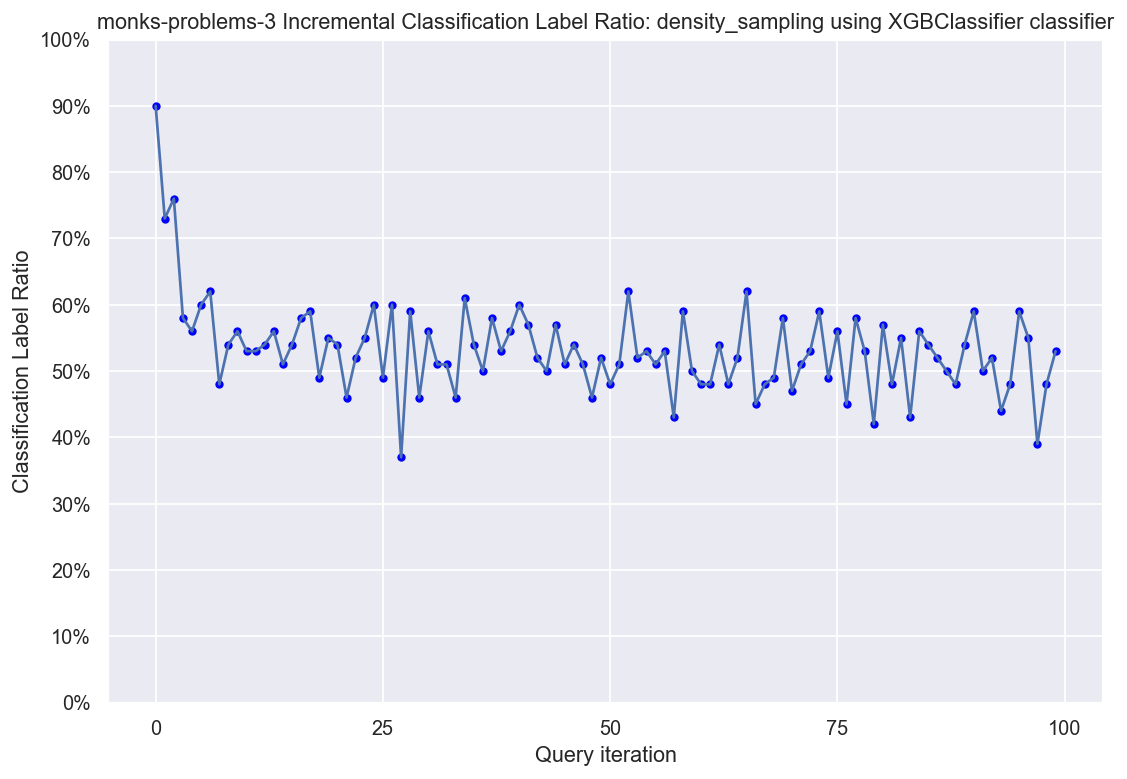 monks-problems-3 Incremental Classification Label Ratio: density_sampling using XGBClassifier classifier
100%
90%
80%
70%
60%
50%
40%
30%
20%
10%
0%
Classification Label Ratio
0 25 50 75 100
Query iteration